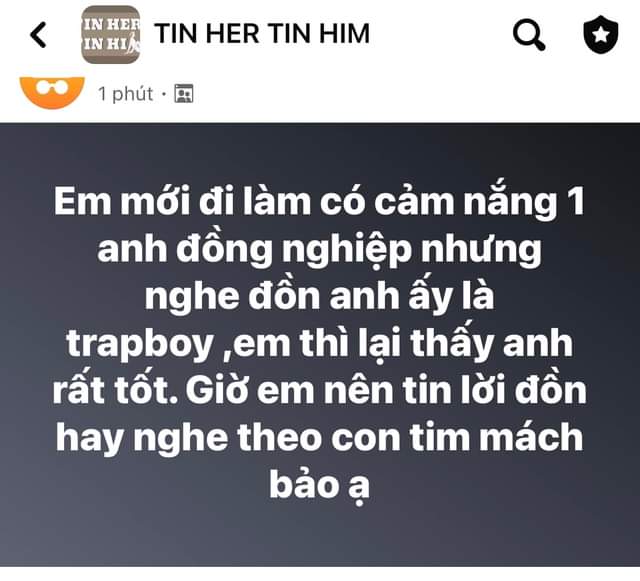 IN HER
IN HI
TIN HER TIN HIM
1 phút ·
Em mới đi làm có cảm nắng 1
anh đồng nghiệp nhưng
nghe đồn anh ấy là
trapboy ,em thì lại thấy anh
rất tốt. Giờ em nên tin lời đồn
hay nghe theo con tim mách
bảo ạ